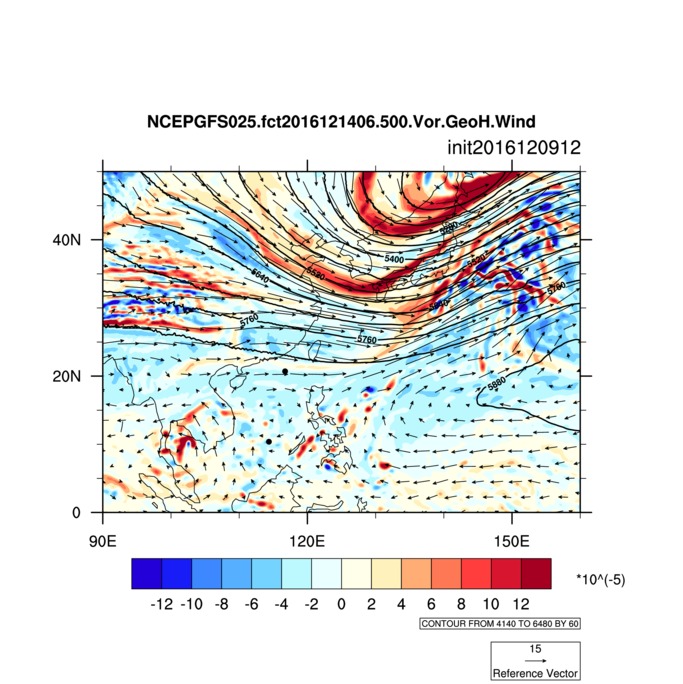 NCEPGFS025.fct2016121406.500.Vor.GeoH.Wind
init2016120912
40N
20N
0
90E 120E 150E
5400
5520
5640
5760
5760
5760
5880
-12 -10 -8 -6 -4 -2 0 2 4 6 8 10 12
*10^(-5)
CONTOUR FROM 4140 TO 6480 BY 60
15
Reference Vector